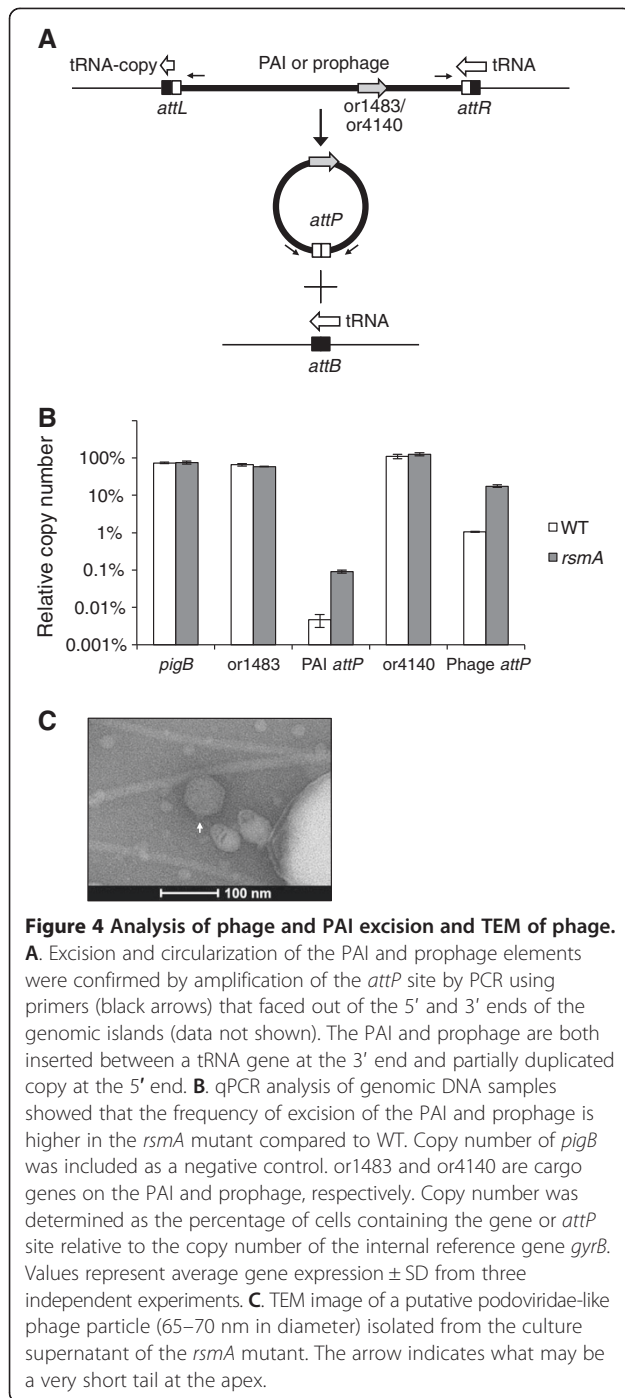 A
tRNA-copy
PAI or prophage
tRNA
attL
or1483/
or4140
attR
attP
tRNA
attB
B
Relative copy number
100%
10%
1%
0.1%
0.01%
0.001%
WT
rsmA
pigB
or1483
PAI attP
or4140
Phage attP
C
100 nm
Figure 4 Analysis of phage and PAI excision and TEM of phage.
A. Excision and circularization of the PAI and prophage elements
were confirmed by amplification of the attP site by PCR using
primers (black arrows) that faced out of the 5′ and 3′ ends of the
genomic islands (data not shown). The PAI and prophage are both
inserted between a tRNA gene at the 3′ end and partially duplicated
copy at the 5′ end. B. qPCR analysis of genomic DNA samples
showed that the frequency of excision of the PAI and prophage is
higher in the rsmA mutant compared to WT. Copy number of pigB
was included as a negative control. or1483 and or4140 are cargo
genes on the PAI and prophage, respectively. Copy number was
determined as the percentage of cells containing the gene or attP
site relative to the copy number of the internal reference gene gyrB.
Values represent average gene expression ± SD from three
independent experiments. C. TEM image of a putative podoviridae-like
phage particle (65–70 nm in diameter) isolated from the culture
supernatant of the rsmA mutant. The arrow indicates what may be
a very short tail at the apex.